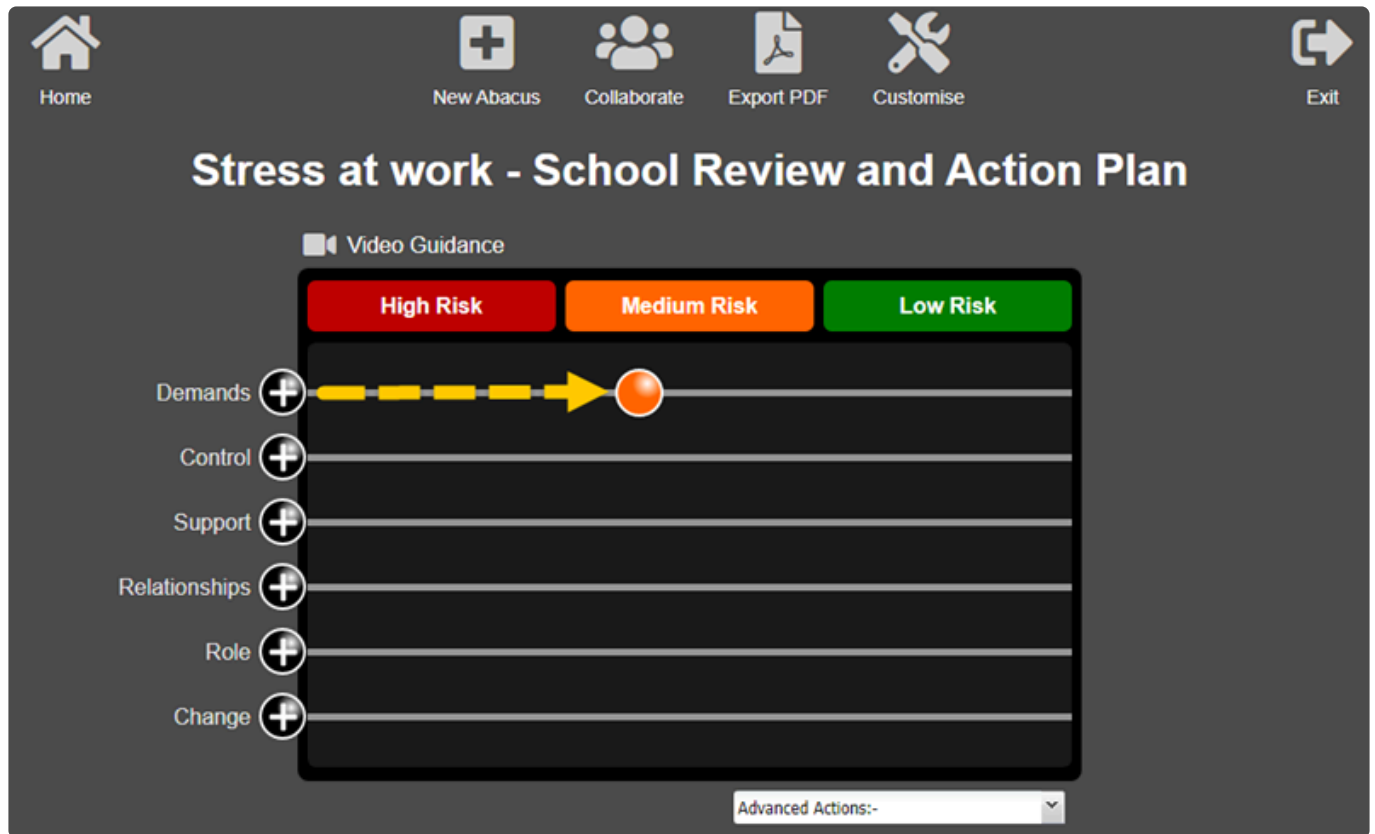 Home
New Abacus
Collaborate
Export PDF
Customise
Exit
Stress at work - School Review and Action Plan
Video Guidance
High Risk
Medium Risk
Low Risk
Demands
Control
Support
Relationships
Role
Change
Advanced Actions:-